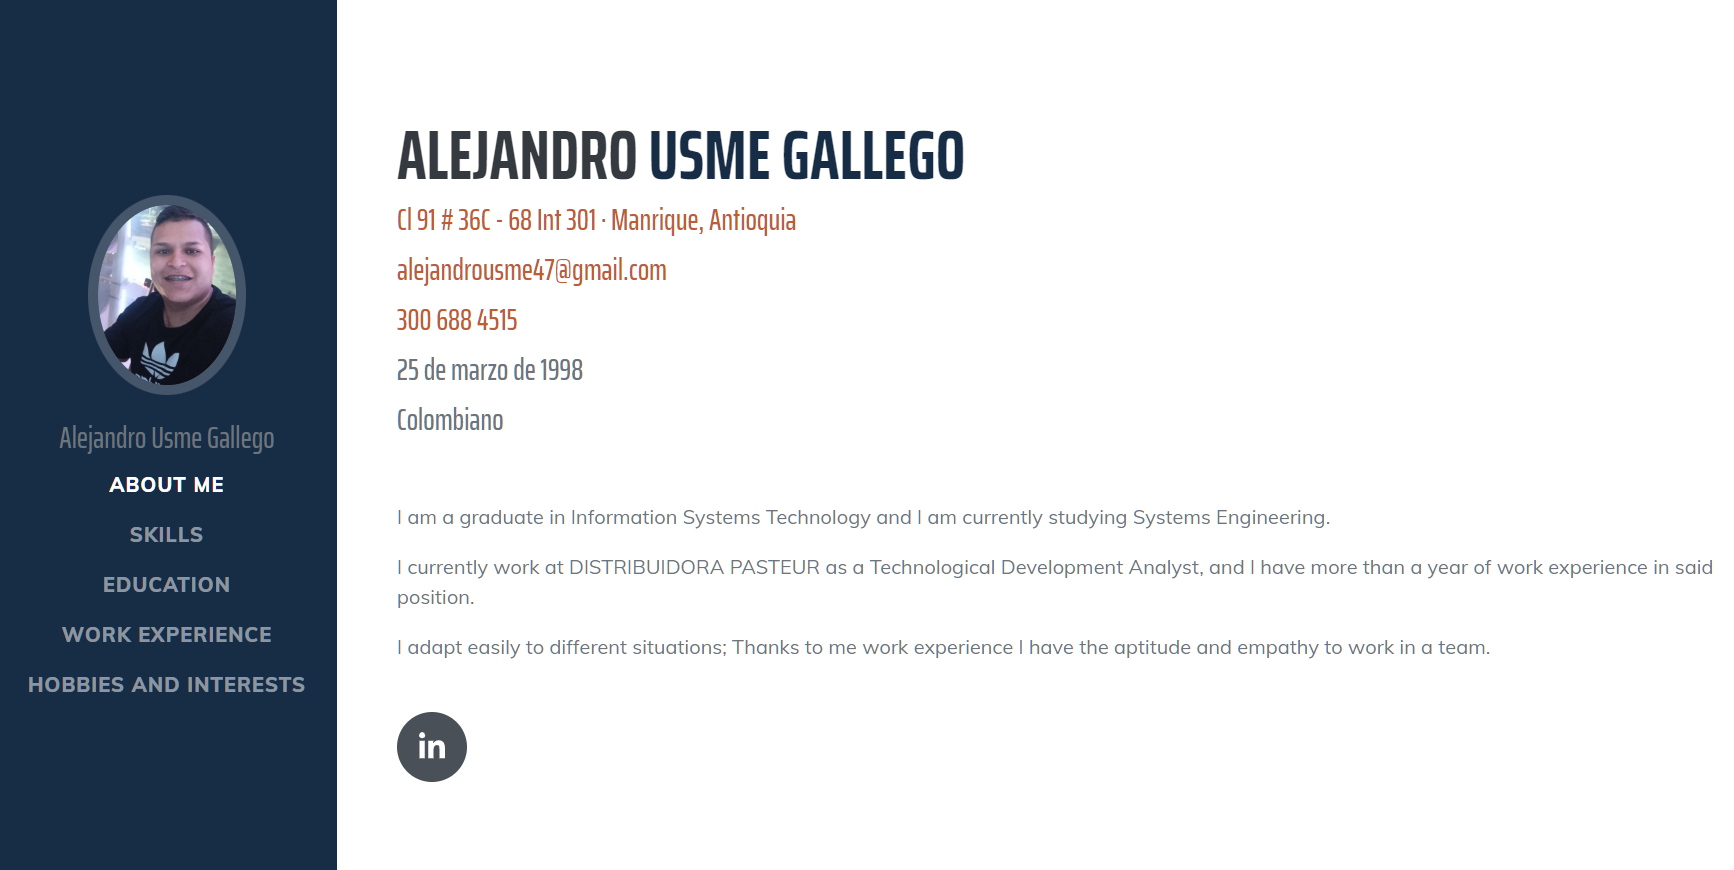 Alejandro Usme Gallego
ABOUT ME
SKILLS
EDUCATION
WORK EXPERIENCE
HOBBIES AND INTERESTS
ALEJANDRO USME GALLEGO
Cl 91 # 36C - 68 Int 301 · Manrique, Antioquia
alejandrousme47@gmail.com
300 688 4515
25 de marzo de 1998
Colombiano
I am a graduate in Information Systems Technology and I am currently studying Systems Engineering.
I currently work at DISTRIBUIDORA PASTEUR as a Technological Development Analyst, and I have more than a year of work experience in said
position.
I adapt easily to different situations; Thanks to me work experience I have the aptitude and empathy to work in a team.
in